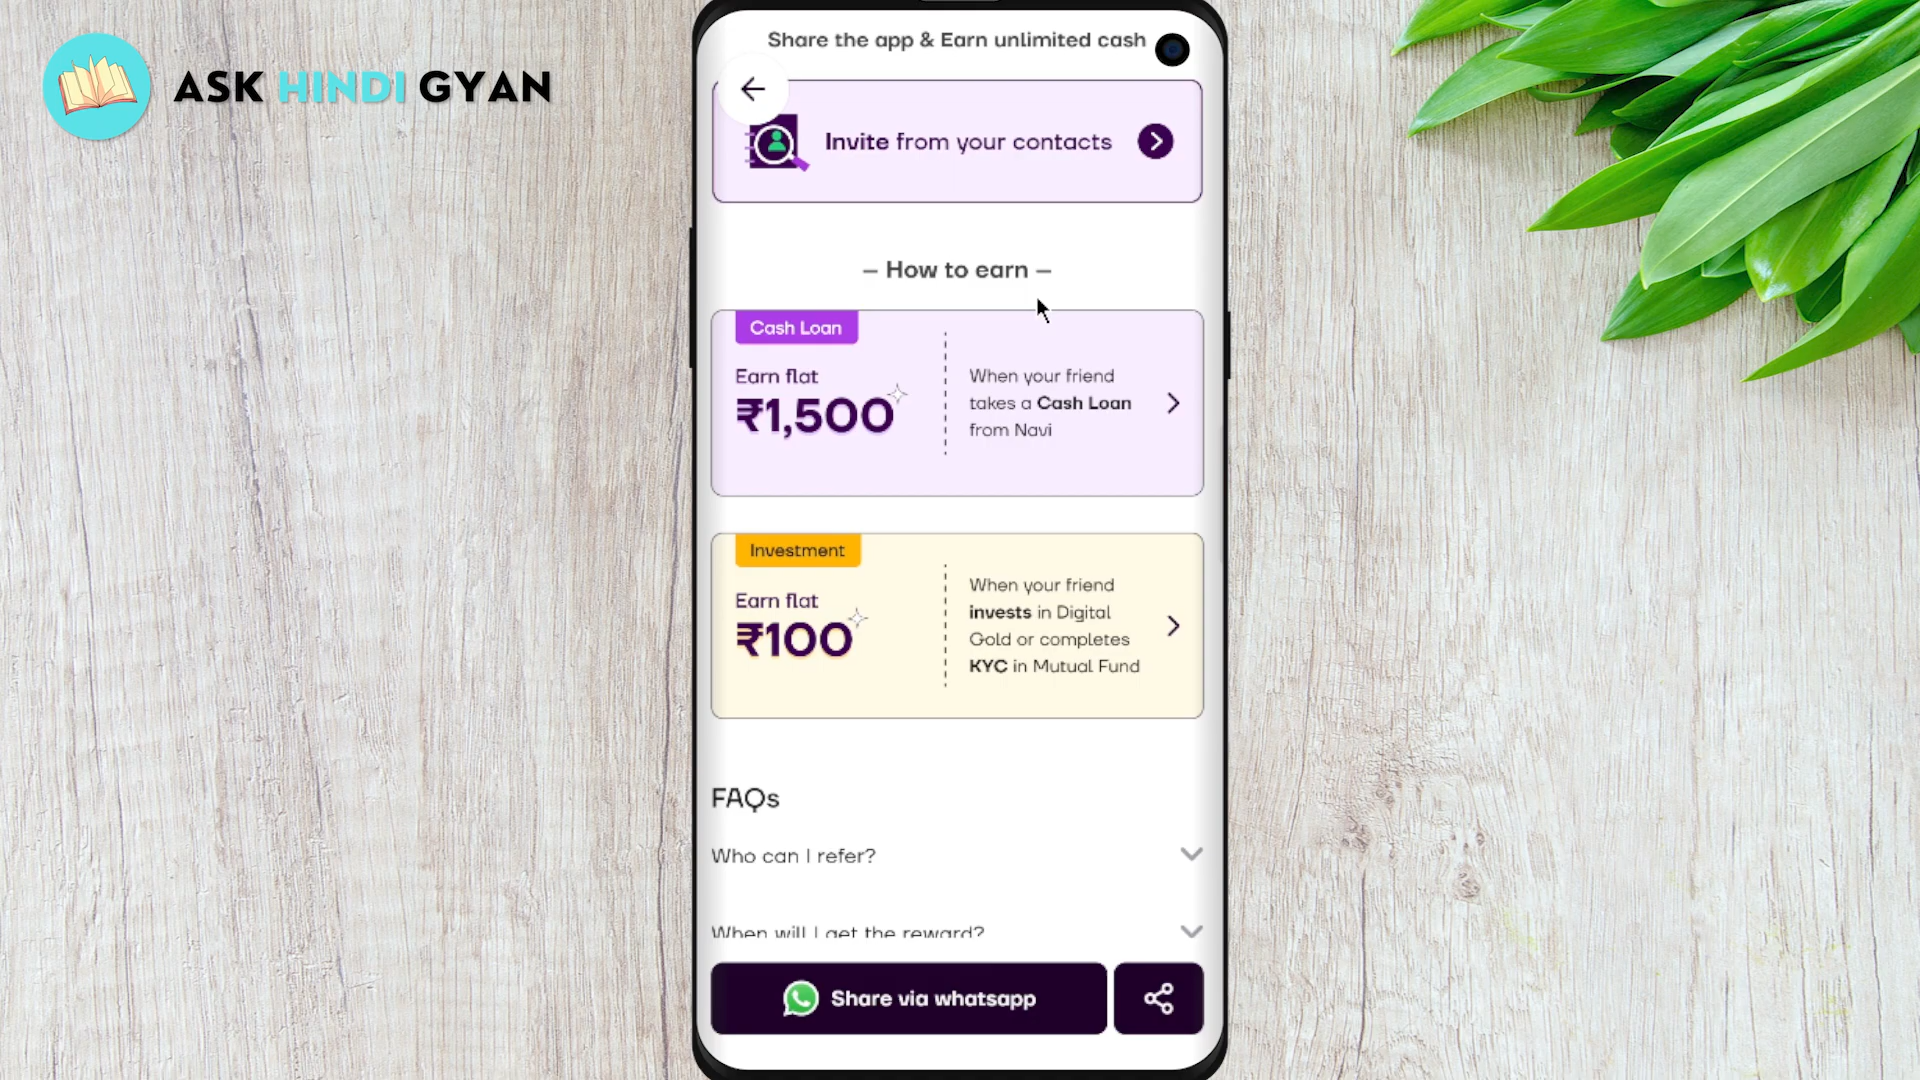 ASK HINDI GYAN
Share the app & Earn unlimited cash
Invite from your contacts
– How to earn –
Cash Loan
Earn flat
₹1,500
When your friend
takes a Cash Loan
from Navi
Investment
Earn flat
₹100
When your friend
invests in Digital
Gold or completes
KYC in Mutual Fund
FAQs
Who can I refer?
When will I get the reward?
Share via whatsapp